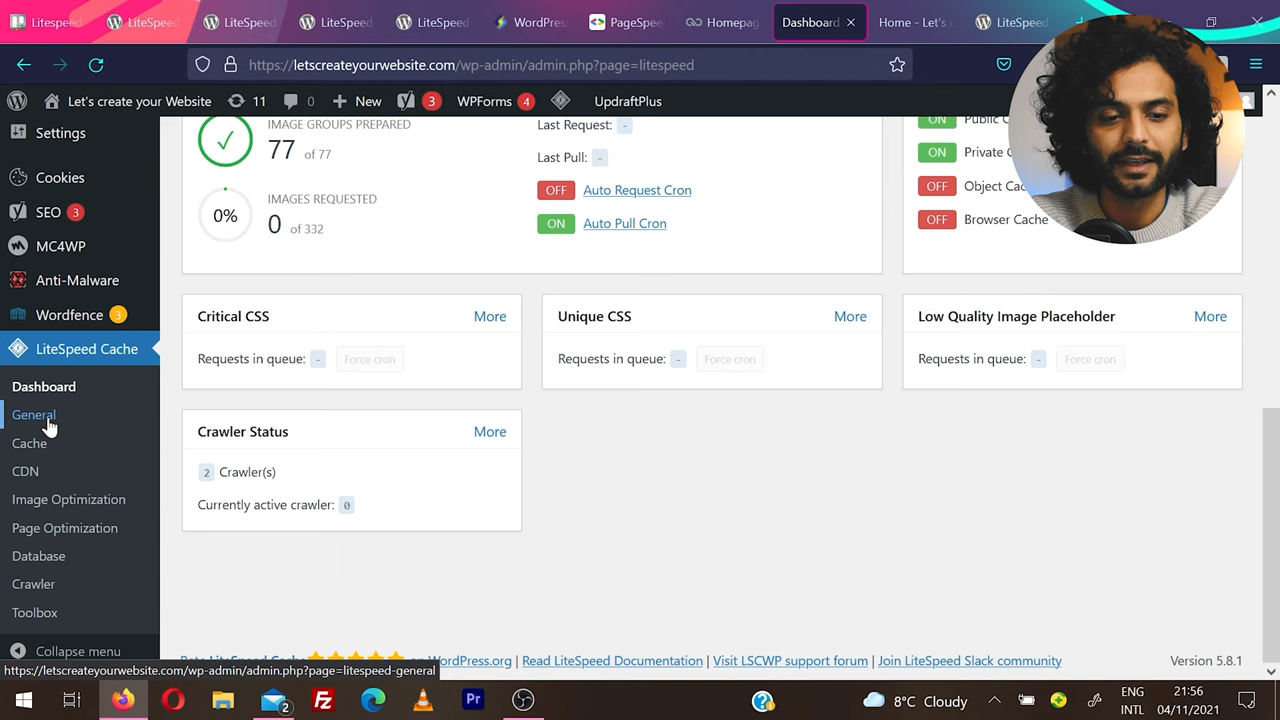 Litespeed
LiteSpeed
LiteSpeed
LiteSpeed
LiteSpeed
WordPress
PageSpee
Homepag
Dashboard
Home - Let's
LiteSpeed
https://letscreateyourwebsite.com/wp-admin/admin.php?page=litespeed
Let's create your Website
11
0
New
3
WPForms 4
UpdraftPlus
Settings
Cookies
SEO 3
MC4WP
Anti-Malware
Wordfence 3
LiteSpeed Cache
Dashboard
General
Cache
CDN
Image Optimization
Page Optimization
Database
Crawler
Toolbox
Collapse menu
IMAGE GROUPS PREPARED
77 of 77
0%
IMAGES REQUESTED
0 of 332
Last Request: -
Last Pull: -
OFF Auto Request Cron
ON Auto Pull Cron
ON Public
ON Private
OFF Object
OFF Browser Cache
Critical CSS More
Requests in queue: - Force cron
Unique CSS More
Requests in queue: - Force cron
Low Quality Image Placeholder More
Requests in queue: - Force cron
Crawler Status More
2 Crawler(s)
Currently active crawler: 0
Rate LiteSpeed Cache on WordPress.org | Read LiteSpeed Documentation | Visit LSCWP support forum | Join LiteSpeed Slack community
Version 5.8.1
https://letscreateyourwebsite.com/wp-admin/admin.php?page=litespeed-general
2
Pr
8°C Cloudy
ENG
INTL
21:56
04/11/2021